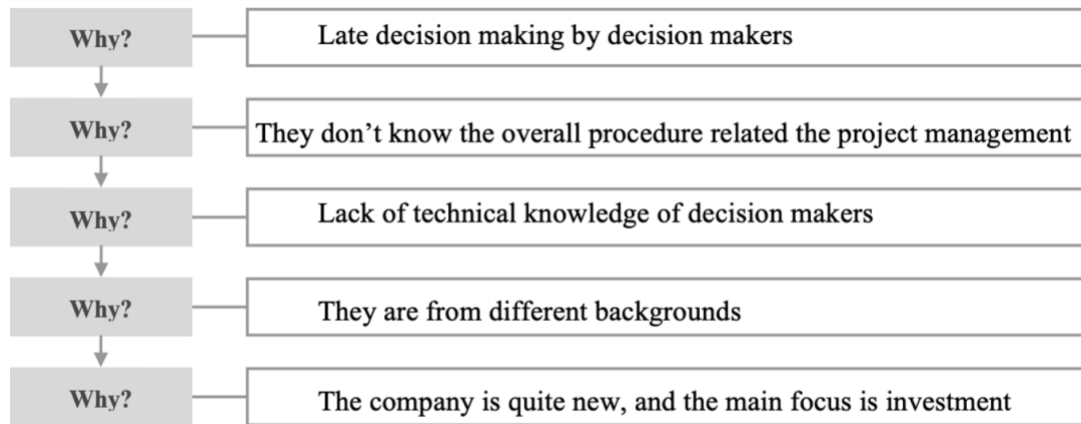 Why?
Late decision making by decision makers
Why?
They don’t know the overall procedure related the project management
Why?
Lack of technical knowledge of decision makers
Why?
They are from different backgrounds
Why?
The company is quite new, and the main focus is investment